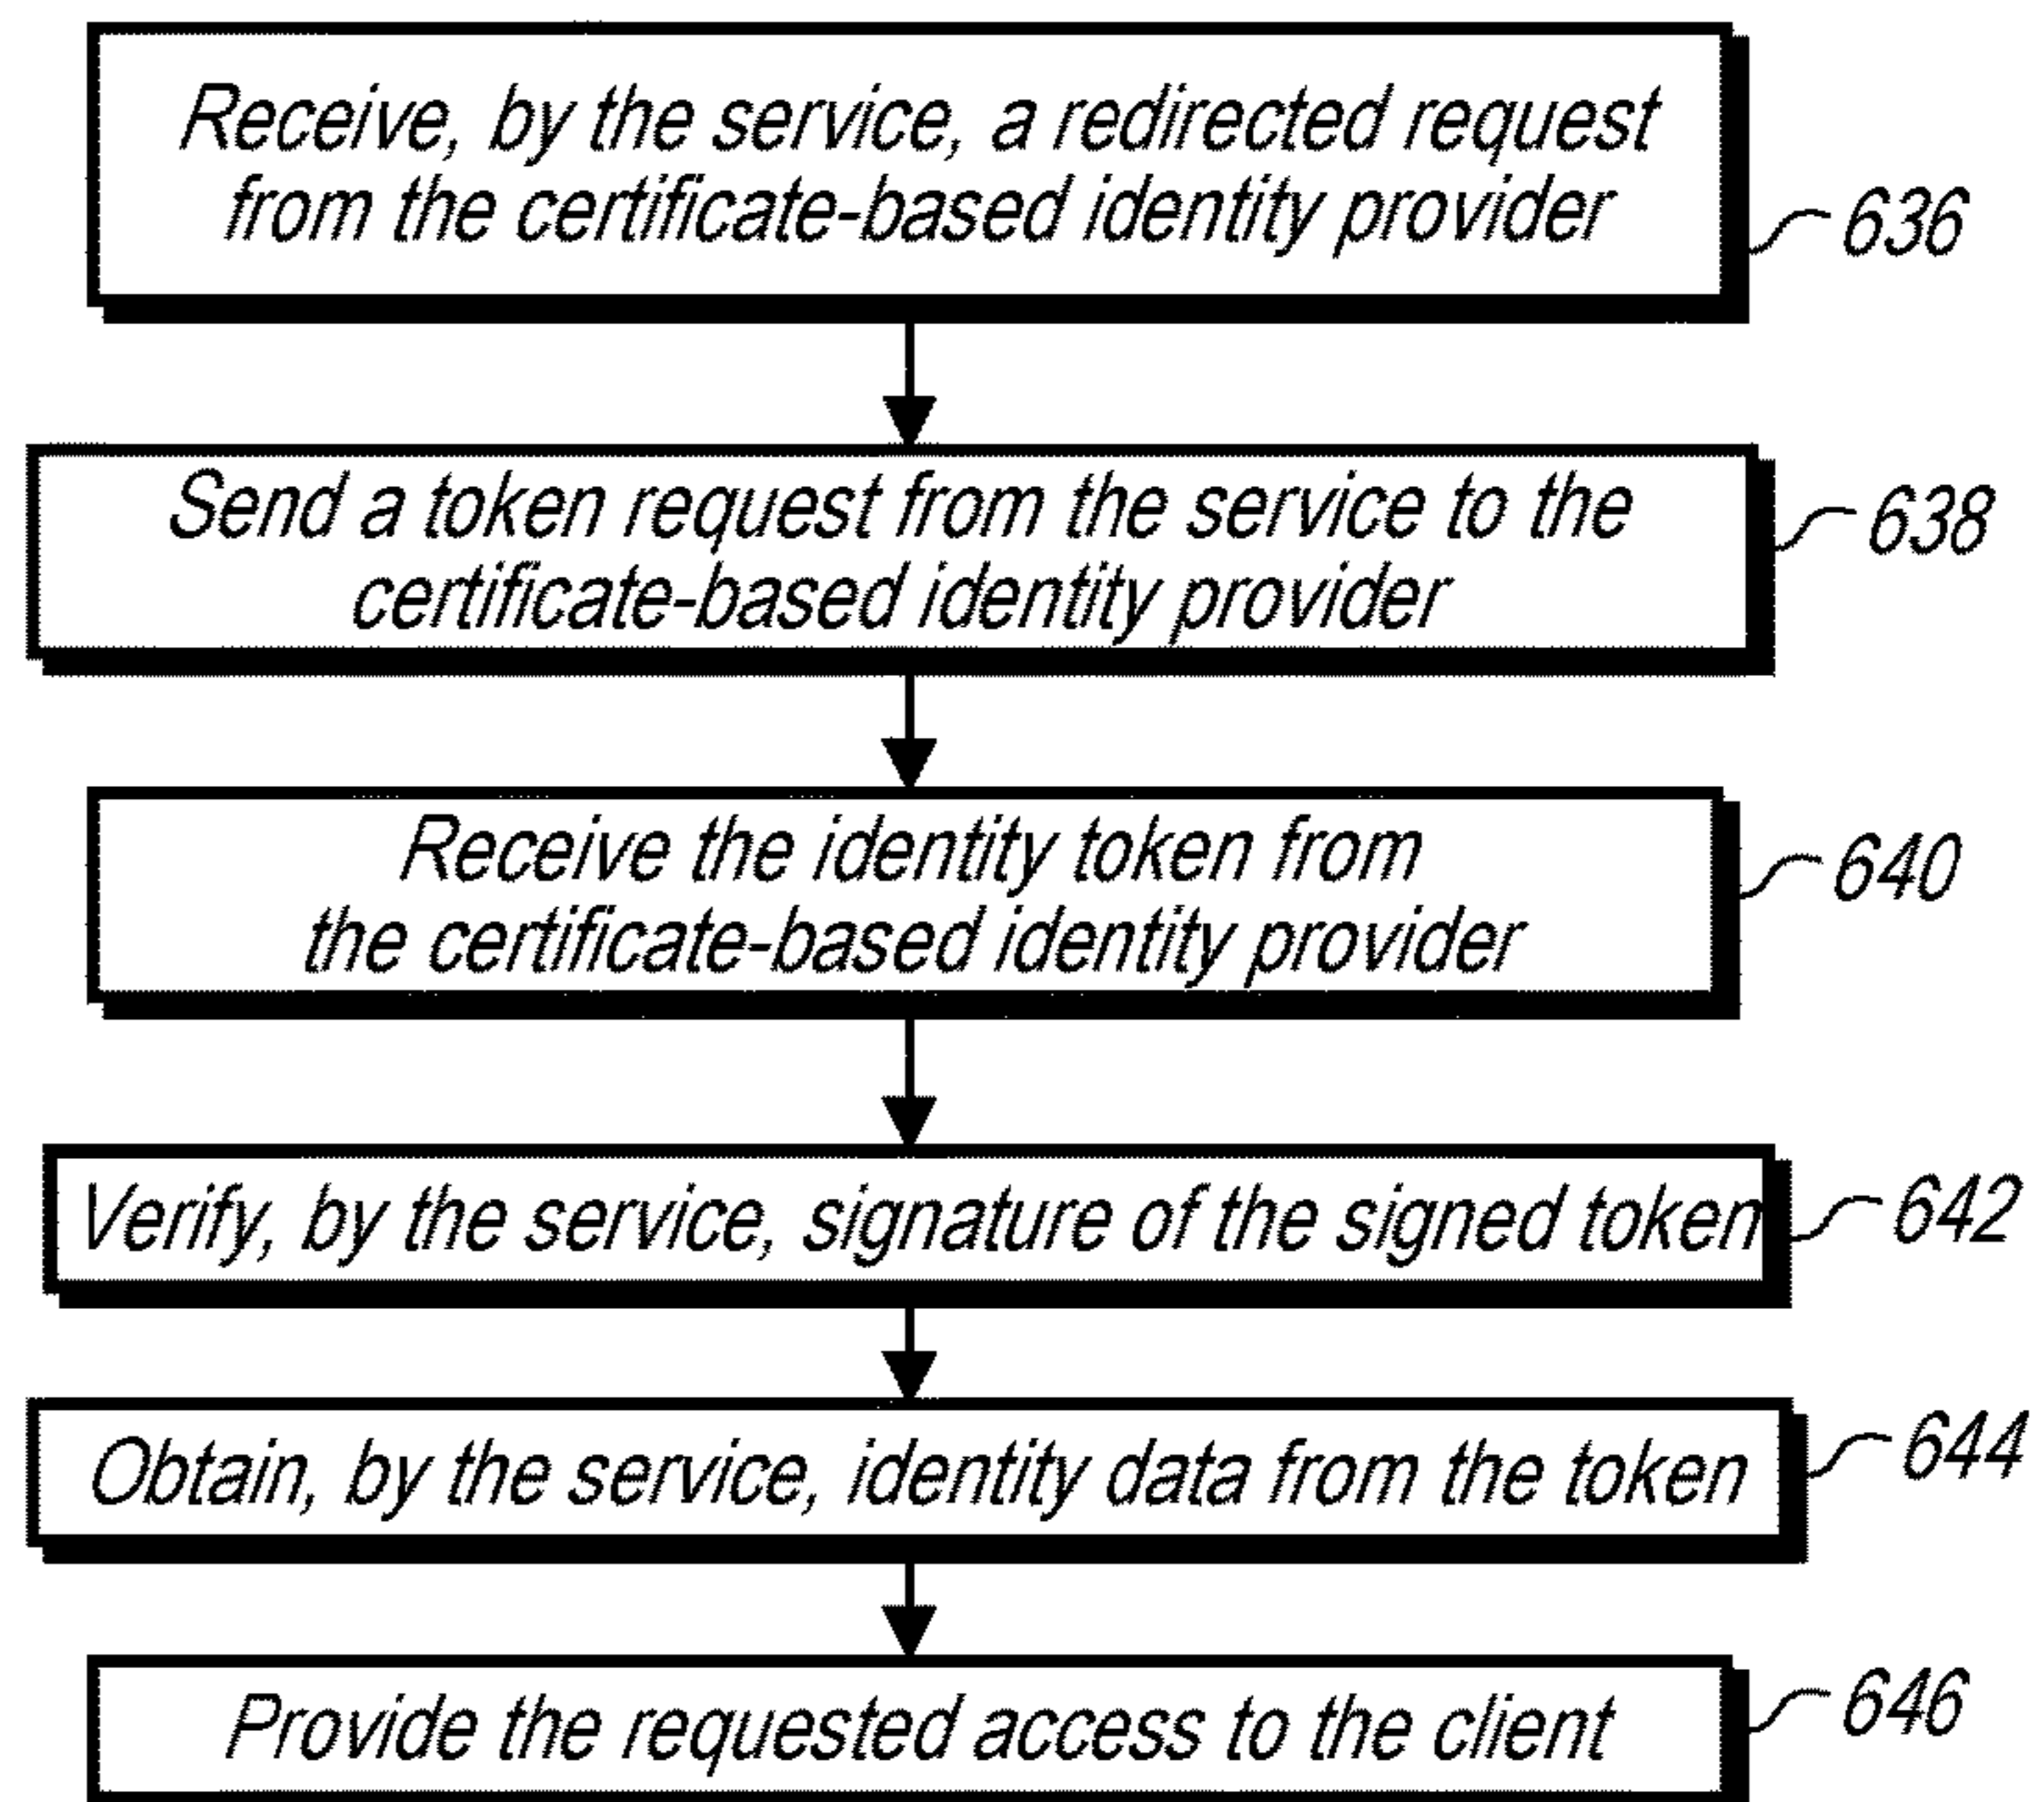 Receive, by the service, a redirected request
from the certificate-based identity provider
636
Send a token request from the service to the
certificate-based identity provider
638
Receive the identity token from
the certificate-based identity provider
640
Verify, by the service, signature of the signed token
642
Obtain, by the service, identity data from the token
644
Provide the requested access to the client
646